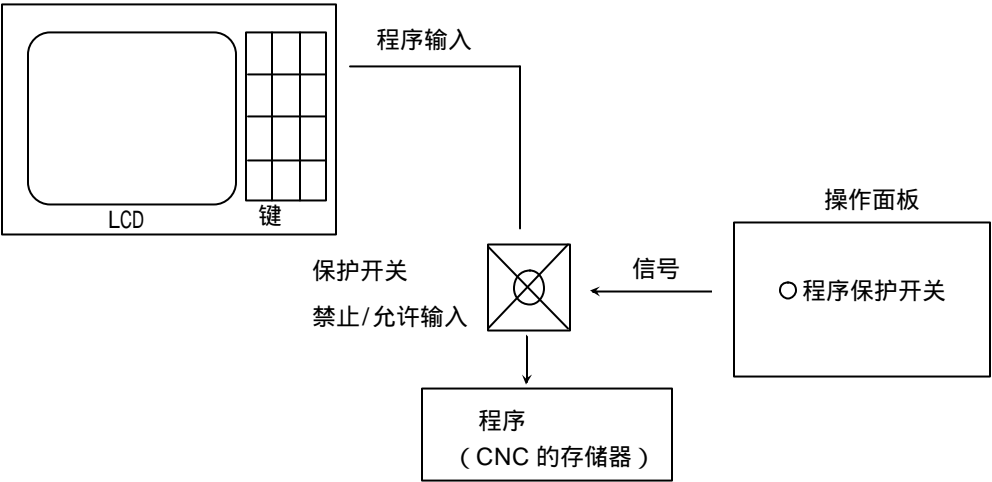 程序输入
LCD
键
操作面板
保护开关
禁止/允许输入
信号
程序保护开关
程序
（CNC 的存储器）